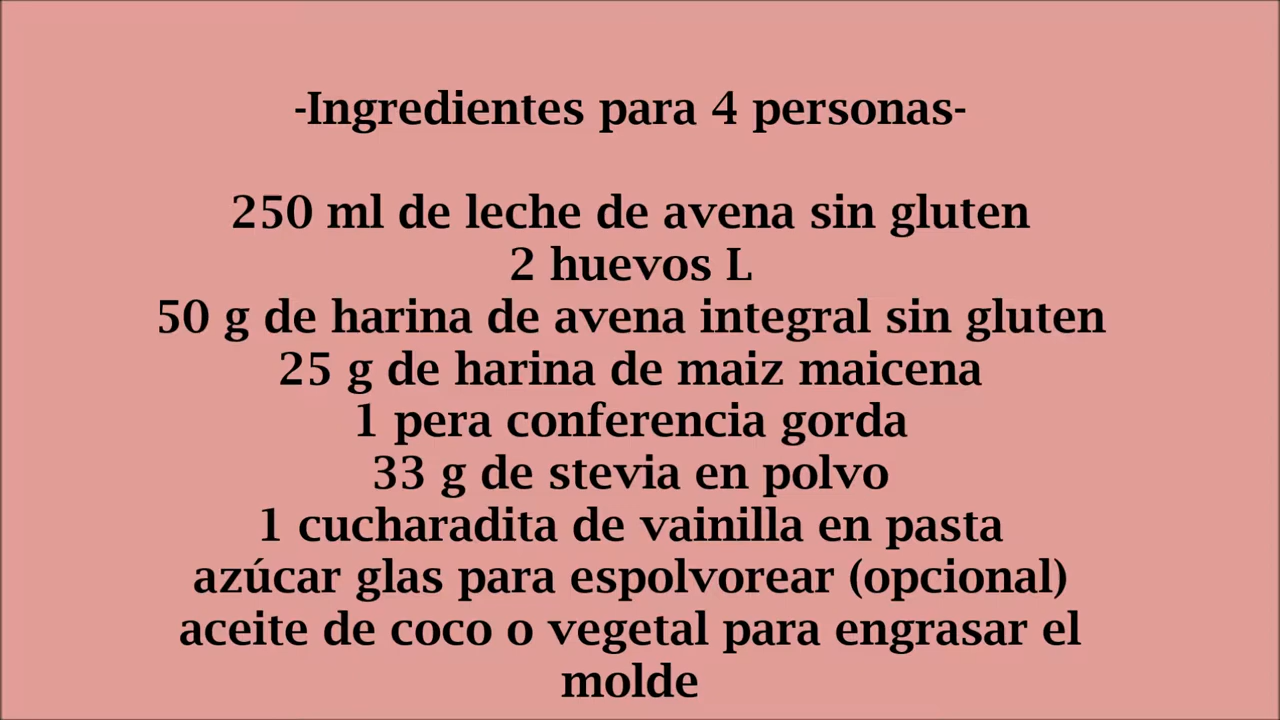 -Ingredientes para 4 personas-
250 ml de leche de avena sin gluten
2 huevos L
50 g de harina de avena integral sin gluten
25 g de harina de maiz maicena
1 pera conferencia gorda
33 g de stevia en polvo
1 cucharadita de vainilla en pasta
azúcar glas para espolvorear (opcional)
aceite de coco o vegetal para engrasar el
molde